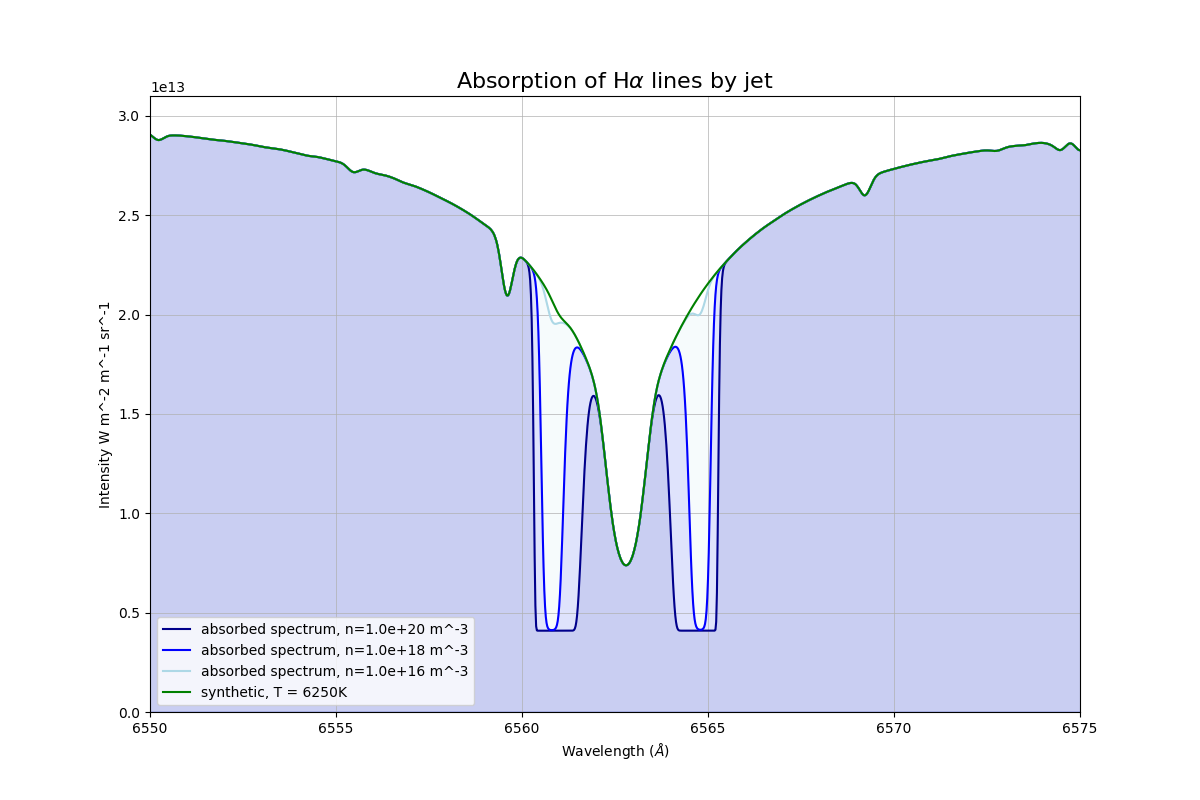 Absorption of Hα lines by jet
1e13
3.0
2.5
2.0
1.5
1.0
0.5
0.0
Intensity W m^-2 m^-1 sr^-1
absorbed spectrum, n=1.0e+20 m^-3
absorbed spectrum, n=1.0e+18 m^-3
absorbed spectrum, n=1.0e+16 m^-3
synthetic, T = 6250K
6550 6555 6560 6565 6570 6575
Wavelength (Å)